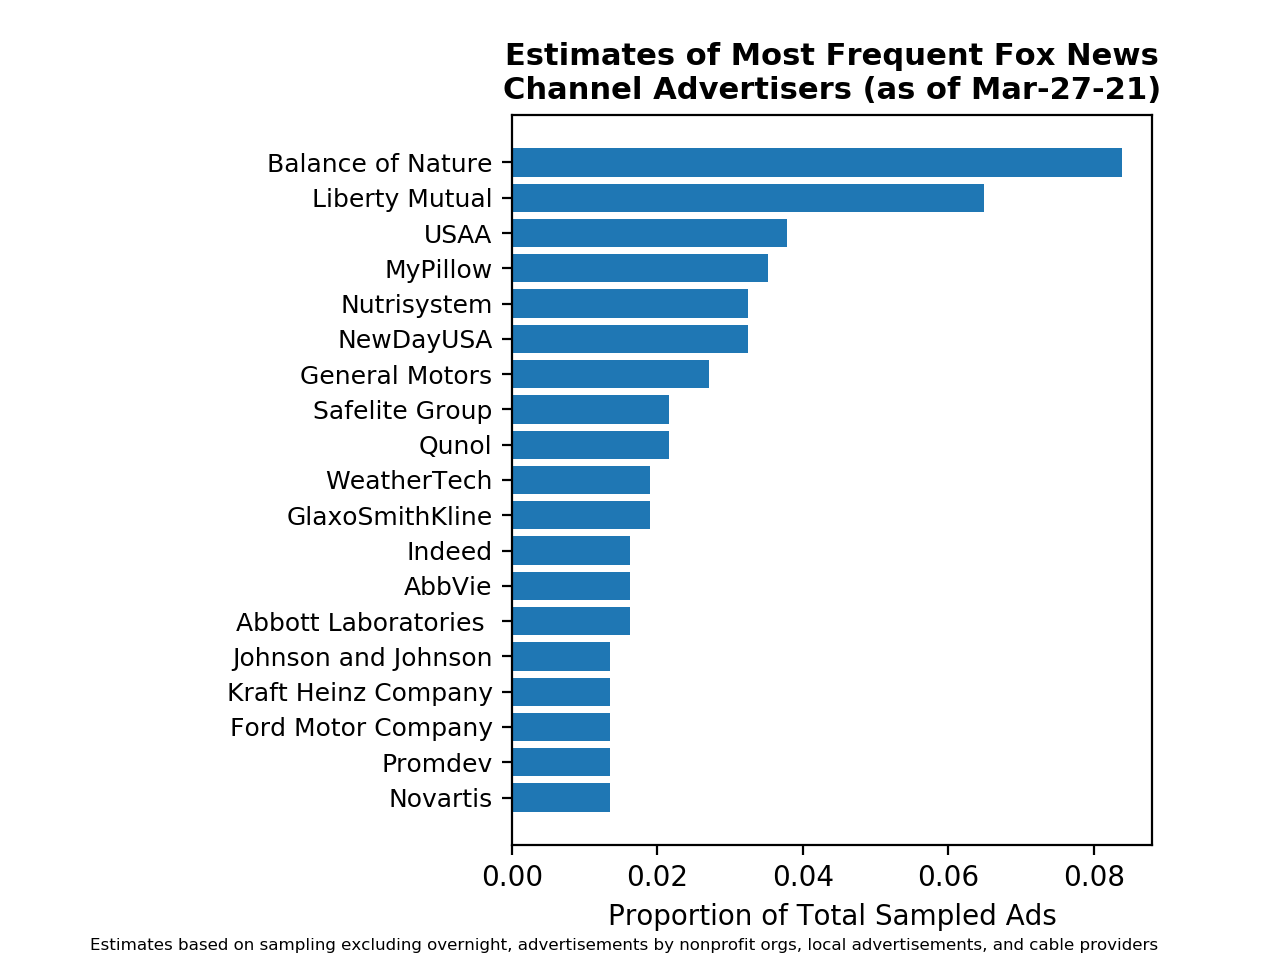 Estimates of Most Frequent Fox News
Channel Advertisers (as of Mar-27-21)
Balance of Nature
Liberty Mutual
USAA
MyPillow
Nutrisystem
NewDayUSA
General Motors
Safelite Group
Qunol
WeatherTech
GlaxoSmithKline
Indeed
AbbVie
Abbott Laboratories
Johnson and Johnson
Kraft Heinz Company
Ford Motor Company
Promdev
Novartis
0.00 0.02 0.04 0.06 0.08
Proportion of Total Sampled Ads
Estimates based on sampling excluding overnight, advertisements by nonprofit orgs, local advertisements, and cable providers